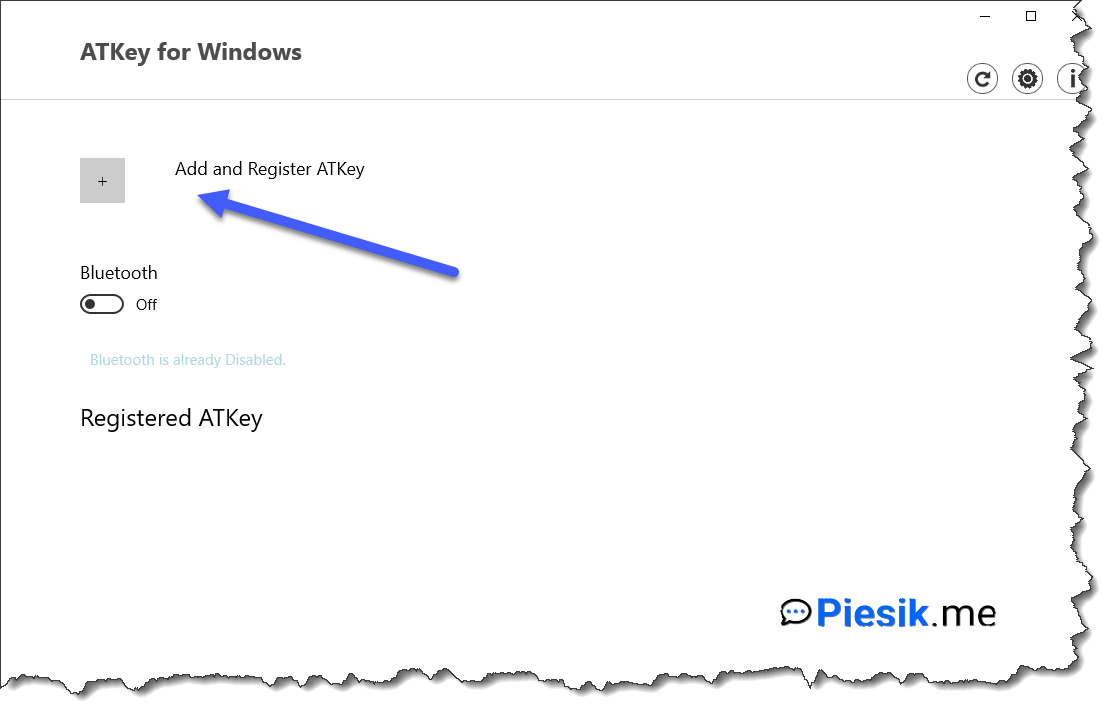 ATKey for Windows
+
Add and Register ATKey
Bluetooth
Off
Bluetooth is already Disabled.
Registered ATKey
Piesik.me